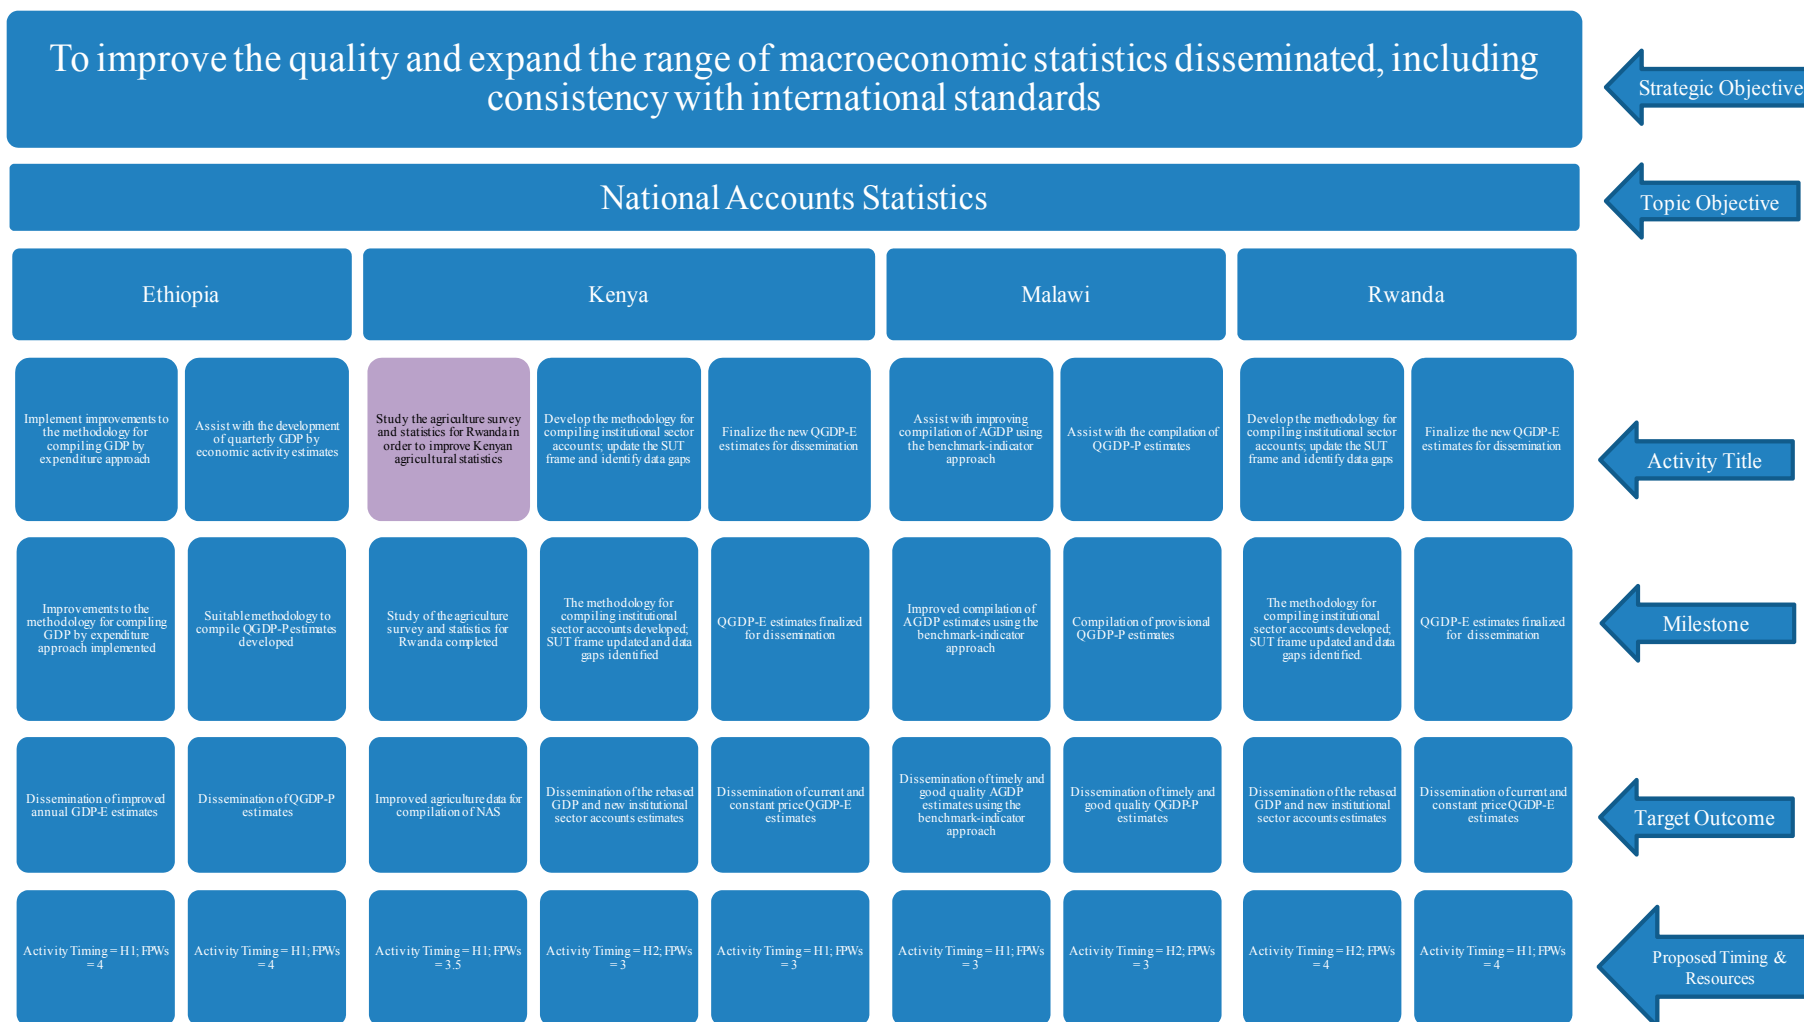 To improve the quality and expand the range of macroeconomic statistics disseminated, including
consistency with international standards
Strategic Objective
National Accounts Statistics
Topic Objective
Ethiopia
Kenya
Malawi
Rwanda
Implement improvements to
the methodology for
compiling GDP by
expenditure approach
Assist with the development
of quarterly GDP by
economic activity estimates
Study the agriculture survey
and statistics for Rwanda in
order to improve Kenyan
agricultural statistics
Develop the methodology for
compiling institutional sector
accounts; update the SUT
frame and identify data gaps
Finalize the new QGDP-E
estimates for dissemination
Assist with improving
compilation of AGDP using
the benchmark-indicator
approach
Assist with the compilation of
QGDP-P estimates
Develop the methodology for
compiling institutional sector
accounts; update the SUT
frame and identify data gaps
Finalize the new QGDP-E
estimates for dissemination
Activity Title
Improvements to the
methodology for compiling
GDP by expenditure
approach implemented
Suitable methodology to
compile QGDP-P estimates
developed
Study of the agriculture
survey and statistics for
Rwanda completed
The methodology for
compiling institutional
sector accounts developed;
SUT frame updated and data
gaps identified
QGDP-E estimates finalized
for dissemination
Improved compilation of
AGDP estimates using the
benchmark-indicator
approach
Compilation of provisional
QGDP-P estimates
The methodology for
compiling institutional
sector accounts developed;
SUT frame updated and data
gaps identified.
QGDP-E estimates finalized
for dissemination
Milestone
Dissemination of improved
annual GDP-E estimates
Dissemination of QGDP-P
estimates
Improved agriculture data for
compilation of NAS
Dissemination of the rebased
GDP and new institutional
sector accounts estimates
Dissemination of current and
constant price QGDP-E
estimates
Dissemination of timely and
good quality AGDP
estimates using the
benchmark-indicator
approach
Dissemination of timely and
good quality QGDP-P
estimates
Dissemination of the rebased
GDP and new institutional
sector accounts estimates
Dissemination of current and
constant price QGDP-E
estimates
Target Outcome
Activity Timing = H1; FPWs
= 4
Activity Timing = H1; FPWs
= 4
Activity Timing = H1; FPWs
= 3.5
Activity Timing = H2; FPWs
= 3
Activity Timing = H1; FPWs
= 3
Activity Timing = H1; FPWs
= 3
Activity Timing = H2; FPWs
= 3
Activity Timing = H2; FPWs
= 4
Activity Timing = H1; FPWs
= 4
Proposed Timing &
Resources